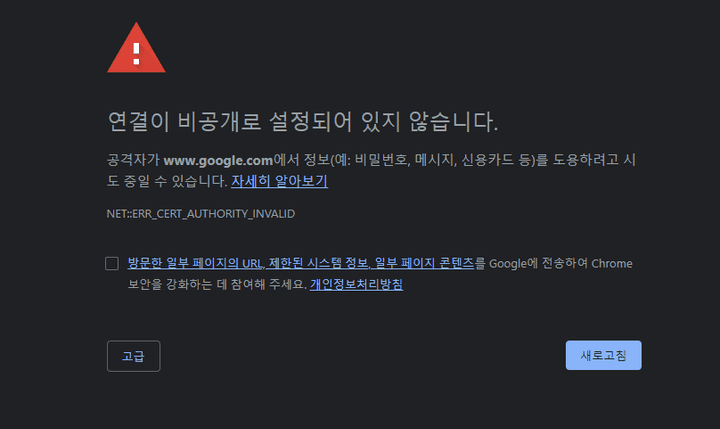 연결이 비공개로 설정되어 있지 않습니다.
공격자가 www.google.com에서 정보(예: 비밀번호, 메시지, 신용카드 등)를 도용하려고 시
도 중일 수 있습니다. 자세히 알아보기
NET::ERR_CERT_AUTHORITY_INVALID
방문한 일부 페이지의 URL, 제한된 시스템 정보, 일부 페이지 콘텐츠를 Google에 전송하여 Chrome
보안을 강화하는 데 참여해 주세요. 개인정보처리방침
고급
새로고침